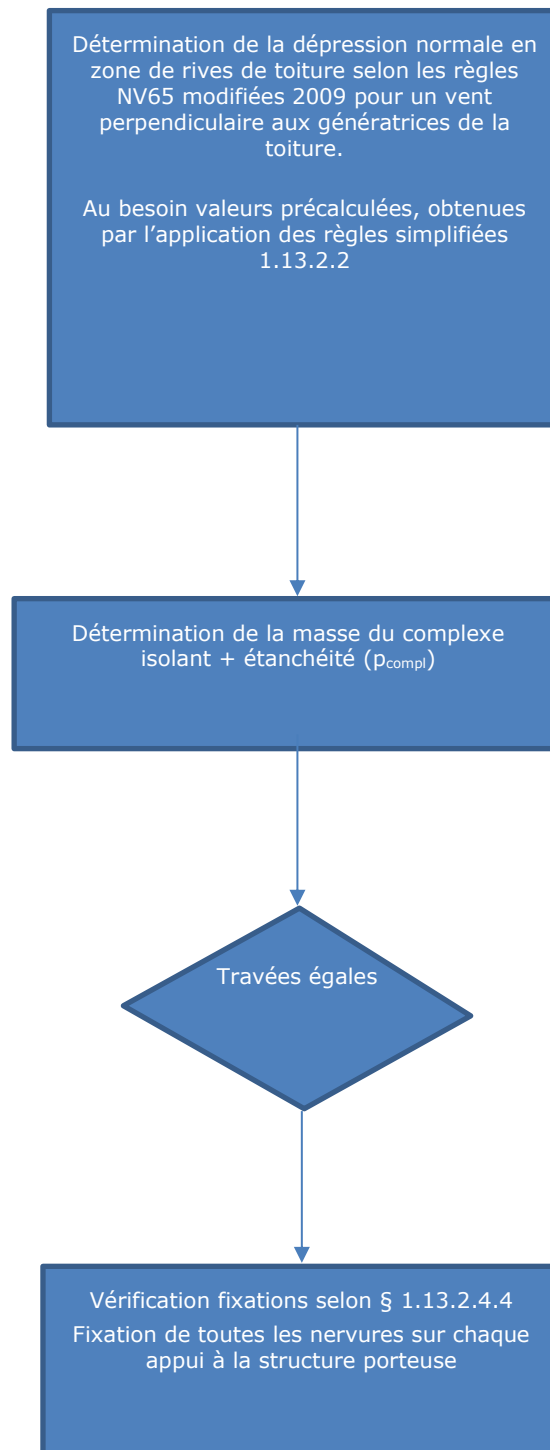 Détermination de la dépression normale en
zone de rives de toiture selon les règles
NV65 modifiées 2009 pour un vent
perpendiculaire aux génératrices de la
toiture.
Au besoin valeurs précalculées, obtenues
par l’application des règles simplifiées
1.13.2.2
Détermination de la masse du complexe
isolant + étanchéité (pcompl)
Travées égales
Vérification fixations selon § 1.13.2.4.4
Fixation de toutes les nervures sur chaque
appui à la structure porteuse